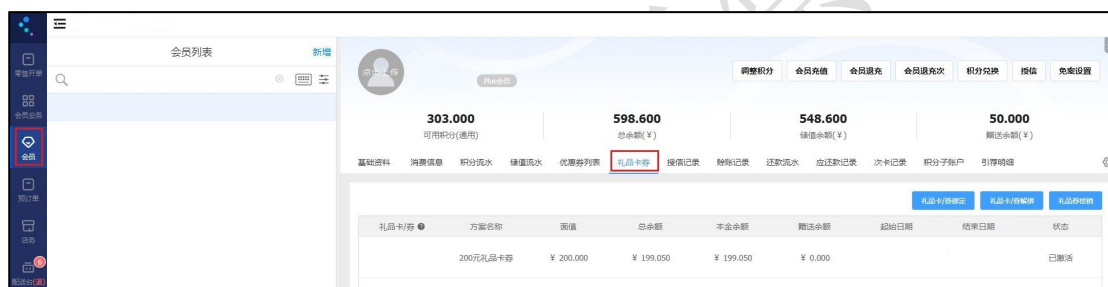 会员列表
新增
零售开单
会员业务
会员
预订单
店务
6
配送台(退)
点击上传
Plus会员
调整积分
会员充值
会员退充
会员退充次
积分兑换
授信
免密设置
303.000
598.600
548.600
50.000
可用积分(通用)
总余额(¥)
储值余额(¥)
赠送余额(¥)
基础资料
消费信息
积分流水
储值流水
优惠券列表
礼品卡券
授信记录
赊账记录
还款流水
应还款记录
次卡记录
积分子账户
引荐明细
礼品卡/券绑定
礼品卡/券解绑
礼品券核销
礼品卡/券
方案名称
面值
总余额
本金余额
赠送余额
起始日期
结束日期
状态
200元礼品卡券
¥ 200.000
¥ 199.050
¥ 199.050
¥ 0.000
已激活